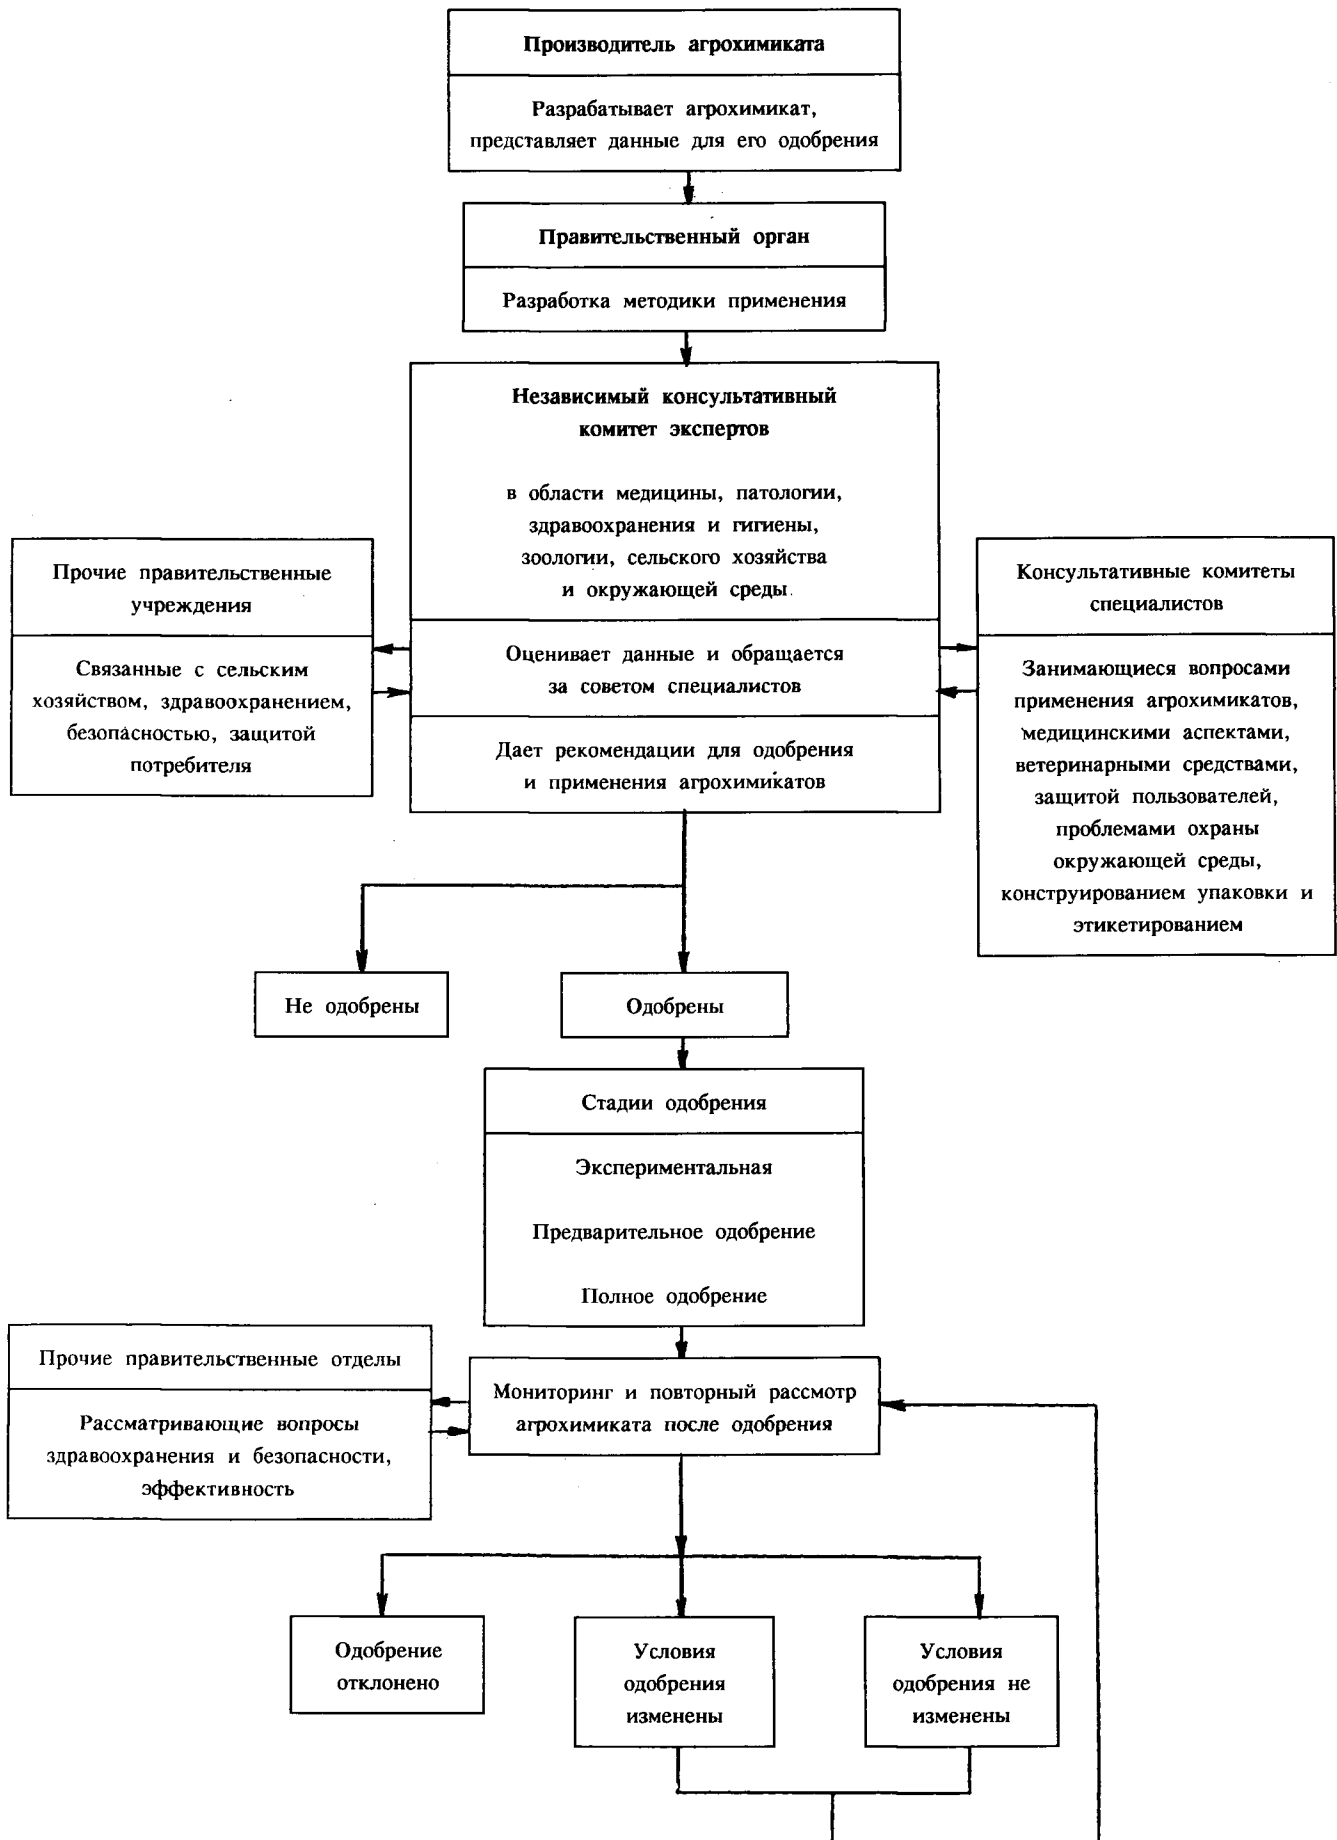 Производитель агрохимиката
Разрабатывает агрохимикат,
представляет данные для его одобрения
Правительственный орган
Разработка методики применения
Независимый консультативный
комитет экспертов
в области медицины, патологии,
здравоохранения и гигиены,
зоологии, сельского хозяйства
и окружающей среды
Оценивает данные и обращается
за советом специалистов
Дает рекомендации для одобрения
и применения агрохимикатов
Прочие правительственные
учреждения
Связанные с сельским
хозяйством, здравоохранением,
безопасностью, защитой
потребителя
Консультативные комитеты
специалистов
Занимающиеся вопросами
применения агрохимикатов,
медицинскими аспектами,
ветеринарными средствами,
защитой пользователей,
проблемами охраны
окружающей среды,
конструированием упаковки и
этикетированием
Не одобрены
Одобрены
Стадии одобрения
Экспериментальная
Предварительное одобрение
Полное одобрение
Прочие правительственные отделы
Рассматривающие вопросы
здравоохранения и безопасности,
эффективность
Мониторинг и повторный рассмотр
агрохимиката после одобрения
Одобрение
отклонено
Условия
одобрения
изменены
Условия
одобрения не
изменены